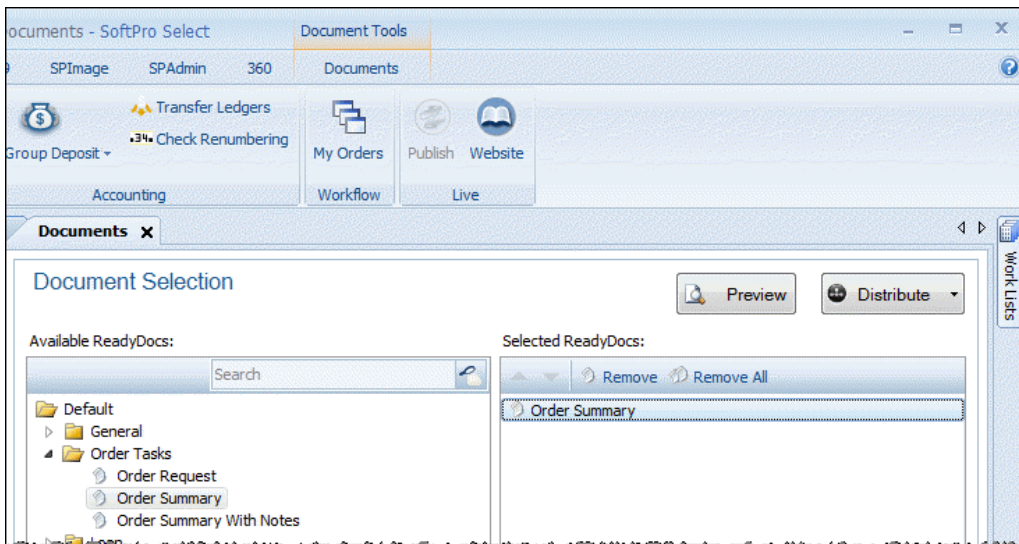 ocuments - SoftPro Select
Document Tools
SPImage
SPAdmin
360
Documents
Group Deposit
Transfer Ledgers
Check Renumbering
My Orders
Publish
Website
Accounting
Workflow
Live
Documents
Work Lists
Document Selection
Preview
Distribute
Available ReadyDocs:
Selected ReadyDocs:
Search
Remove
Remove All
Default
Order Summary
General
Order Tasks
Order Request
Order Summary
Order Summary With Notes